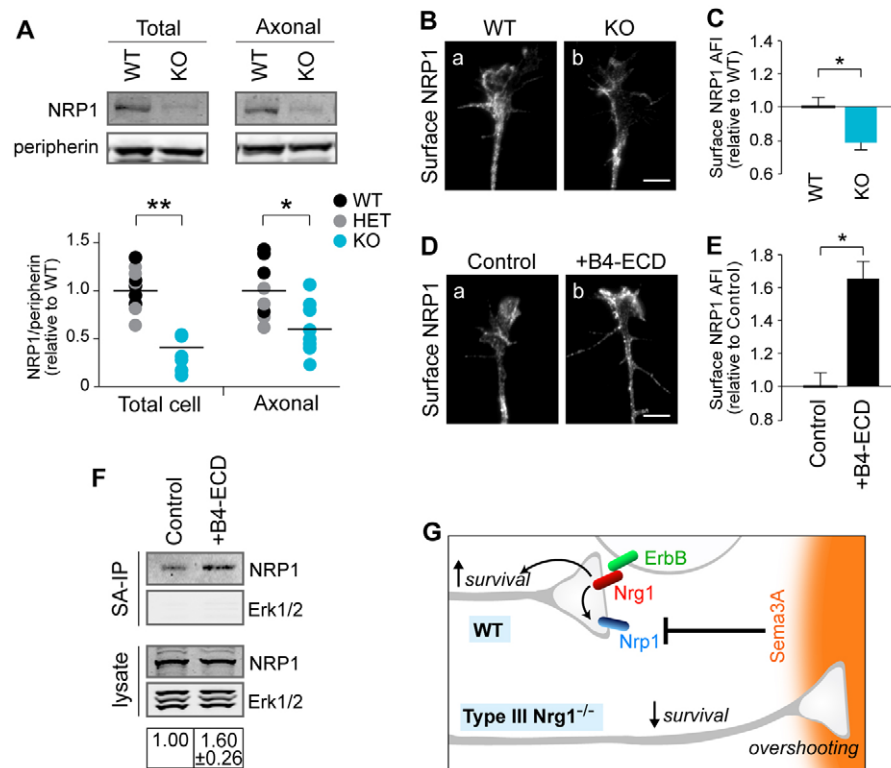 A
Total
Axonal
WT
KO
WT
KO
NRP1
peripherin
**
*
WT
HET
KO
NRP1/peripherin
(relative to WT)
1.5
1.0
0.5
0
Total cell
Axonal
B
WT
KO
Surface NRP1
a
b
C
Surface NRP1 AFI
(relative to WT)
1.4
1.2
1.0
0.8
0.6
*
WT
KO
D
Control
+B4-ECD
Surface NRP1
a
b
E
Surface NRP1 AFI
(relative to Control)
1.8
1.6
1.4
1.2
1.0
0.8
*
Control
+B4-ECD
F
Control
+B4-ECD
SA-IP
NRP1
Erk1/2
lysate
NRP1
Erk1/2
1.00
1.60
±0.26
G
survival
ErbB
Nrg1
WT
Nrp1
Sema3A
Type III Nrg1-/-
survival
overshooting